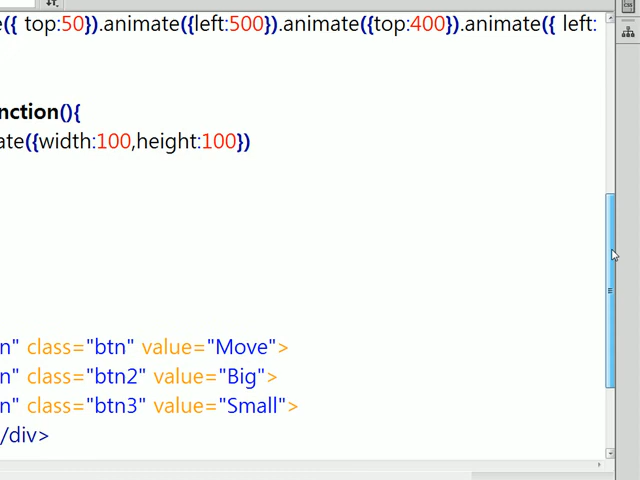 ({ top:50}).animate({left:500}).animate({top:400}).animate({ left:
nction(){
ate({width:100,height:100})
n" class="btn" value="Move">
n" class="btn2" value="Big">
n" class="btn3" value="Small">
/div>